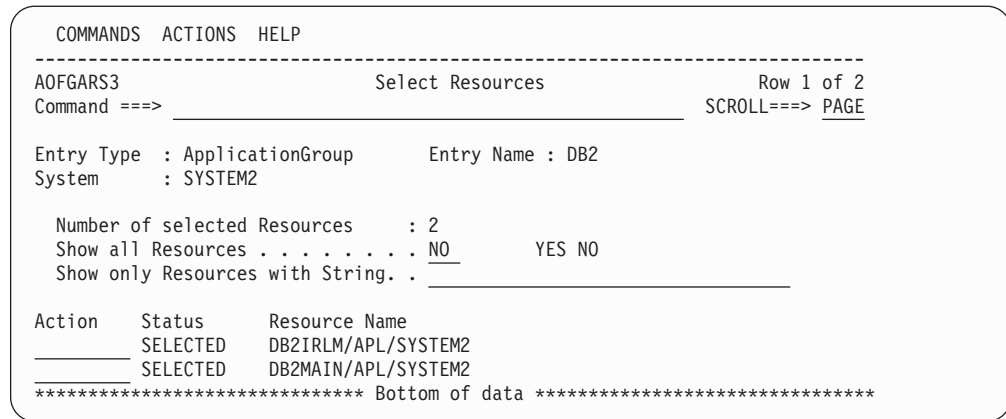 COMMANDS ACTIONS HELP
-------------------------------------------------------------------------------
AOFGARS3 Select Resources Row 1 of 2
Command ===> SCROLL===> PAGE
Entry Type : ApplicationGroup Entry Name : DB2
System : SYSTEM2
Number of selected Resources : 2
Show all Resources . . . . . . . . NO YES NO
Show only Resources with String. .
Action Status Resource Name
SELECTED DB2IRLM/APL/SYSTEM2
SELECTED DB2MAIN/APL/SYSTEM2
******************************* Bottom of data ********************************